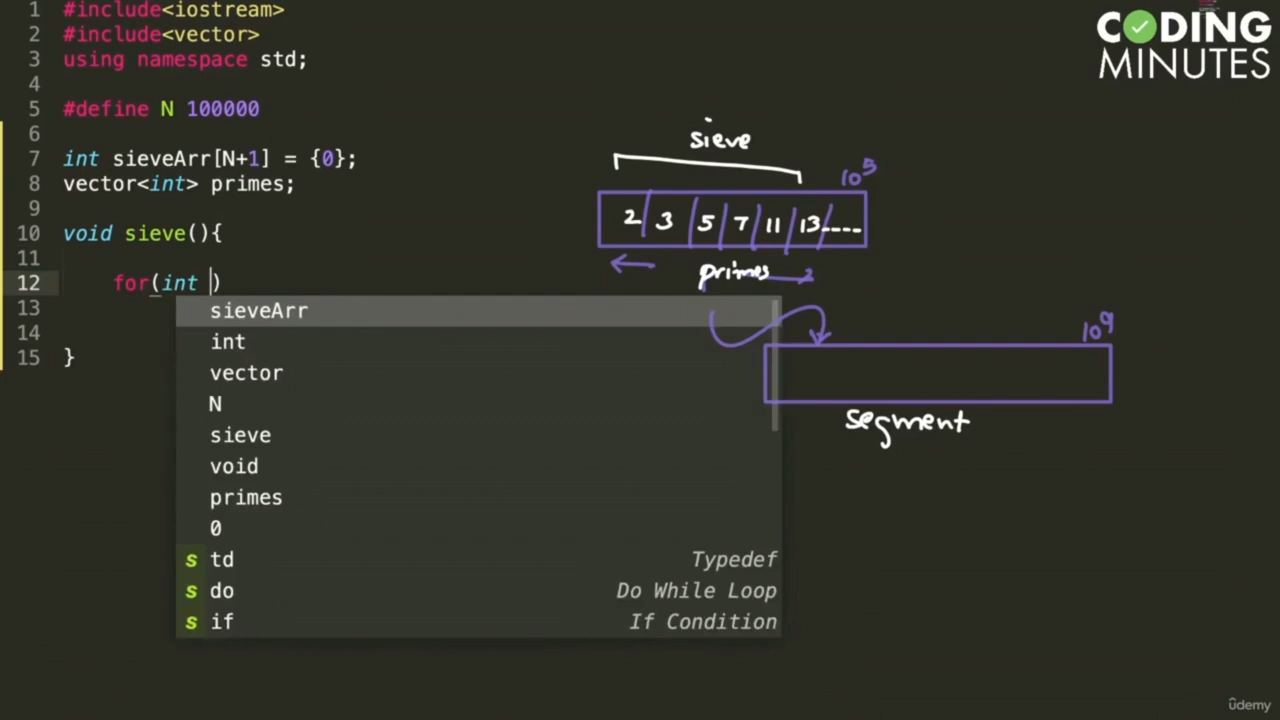 1 #include<iostream>
2 #include<vector>
3 using namespace std;
4
5 #define N 100000
6
7 int sieveArr[N+1] = {0};
8 vector<int> primes;
9
10 void sieve(){
11
12 for(int )
13
14
15 }
sieveArr
int
vector
N
sieve
void
primes
0
s td Typedef
s do Do While Loop
s if If Condition
CODING
MINUTES
sieve
10^5
2 3 5 7 11 13 ....
primes
10^9
segment
ûdemy